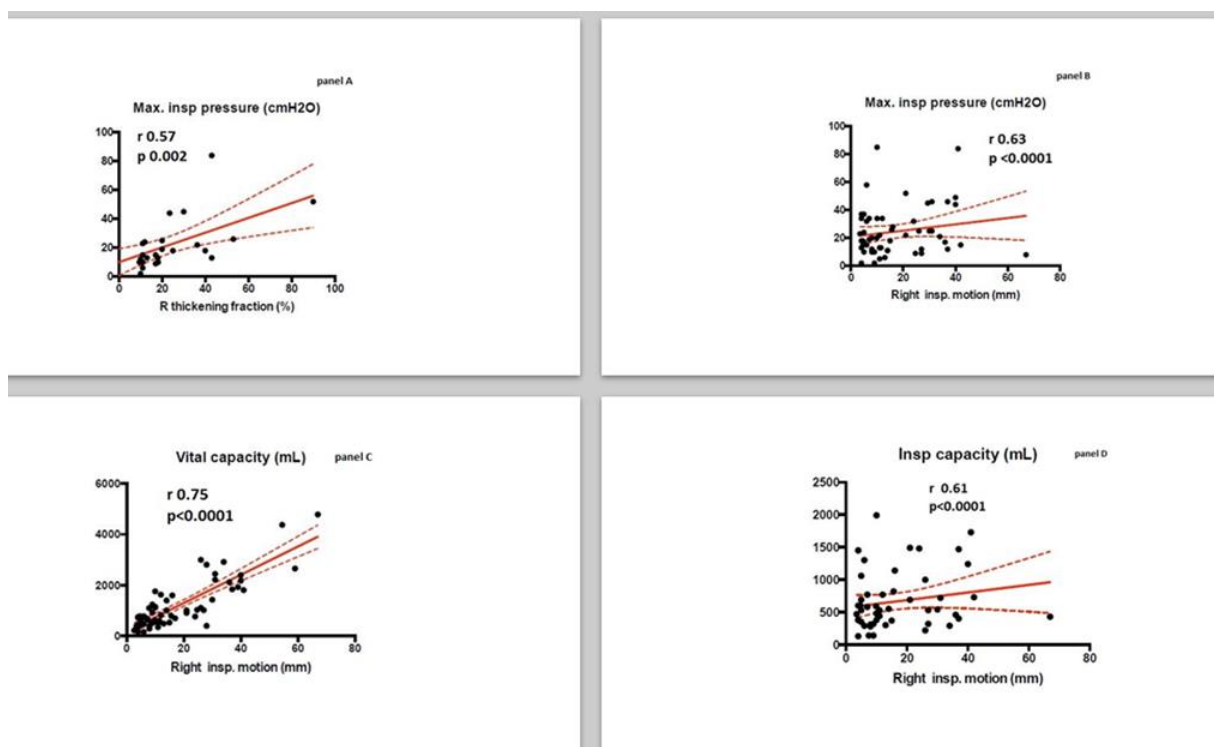 panel A
Max. insp pressure (cmH2O)
r 0.57
p 0.002
100
80
60
40
20
0
0 20 40 60 80 100
R thickening fraction (%)
panel B
Max. insp pressure (cmH2O)
r 0.63
p <0.0001
100
80
60
40
20
0
0 20 40 60 80
Right insp. motion (mm)
Vital capacity (mL) panel C
r 0.75
p<0.0001
6000
4000
2000
0
0 20 40 60 80
Right insp. motion (mm)
Insp capacity (mL) panel D
r 0.61
p<0.0001
2500
2000
1500
1000
500
0
0 20 40 60 80
Right insp. motion (mm)